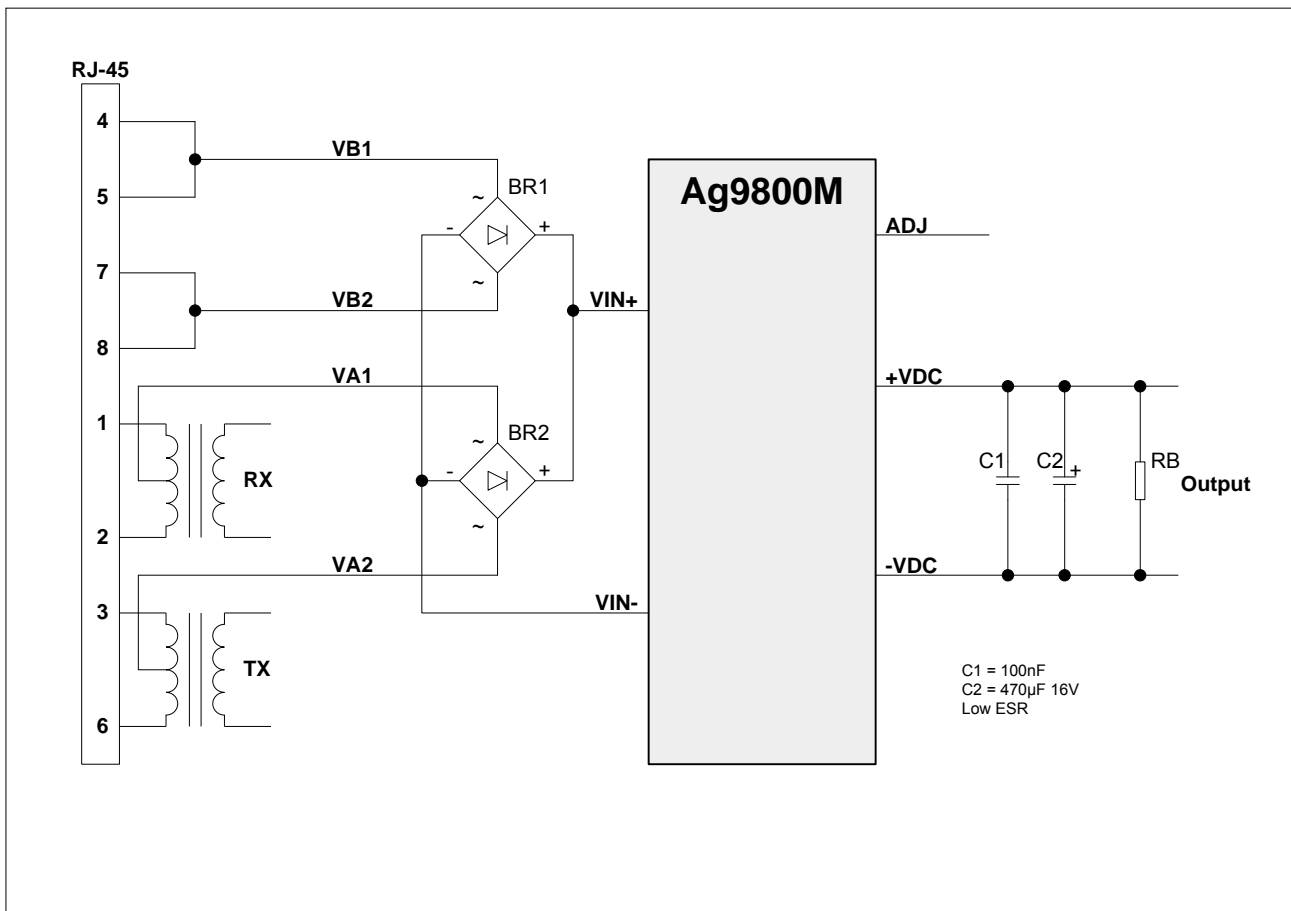 RJ-45
4
5
7
8
1
2
3
6
VB1
VB2
VA1
VA2
RX
TX
~
BR1
-
+
~
~
BR2
-
+
~
VIN+
VIN-
Ag9800M
ADJ
+VDC
-VDC
C1
C2
+
RB
Output
C1 = 100nF
C2 = 470µF 16V
Low ESR